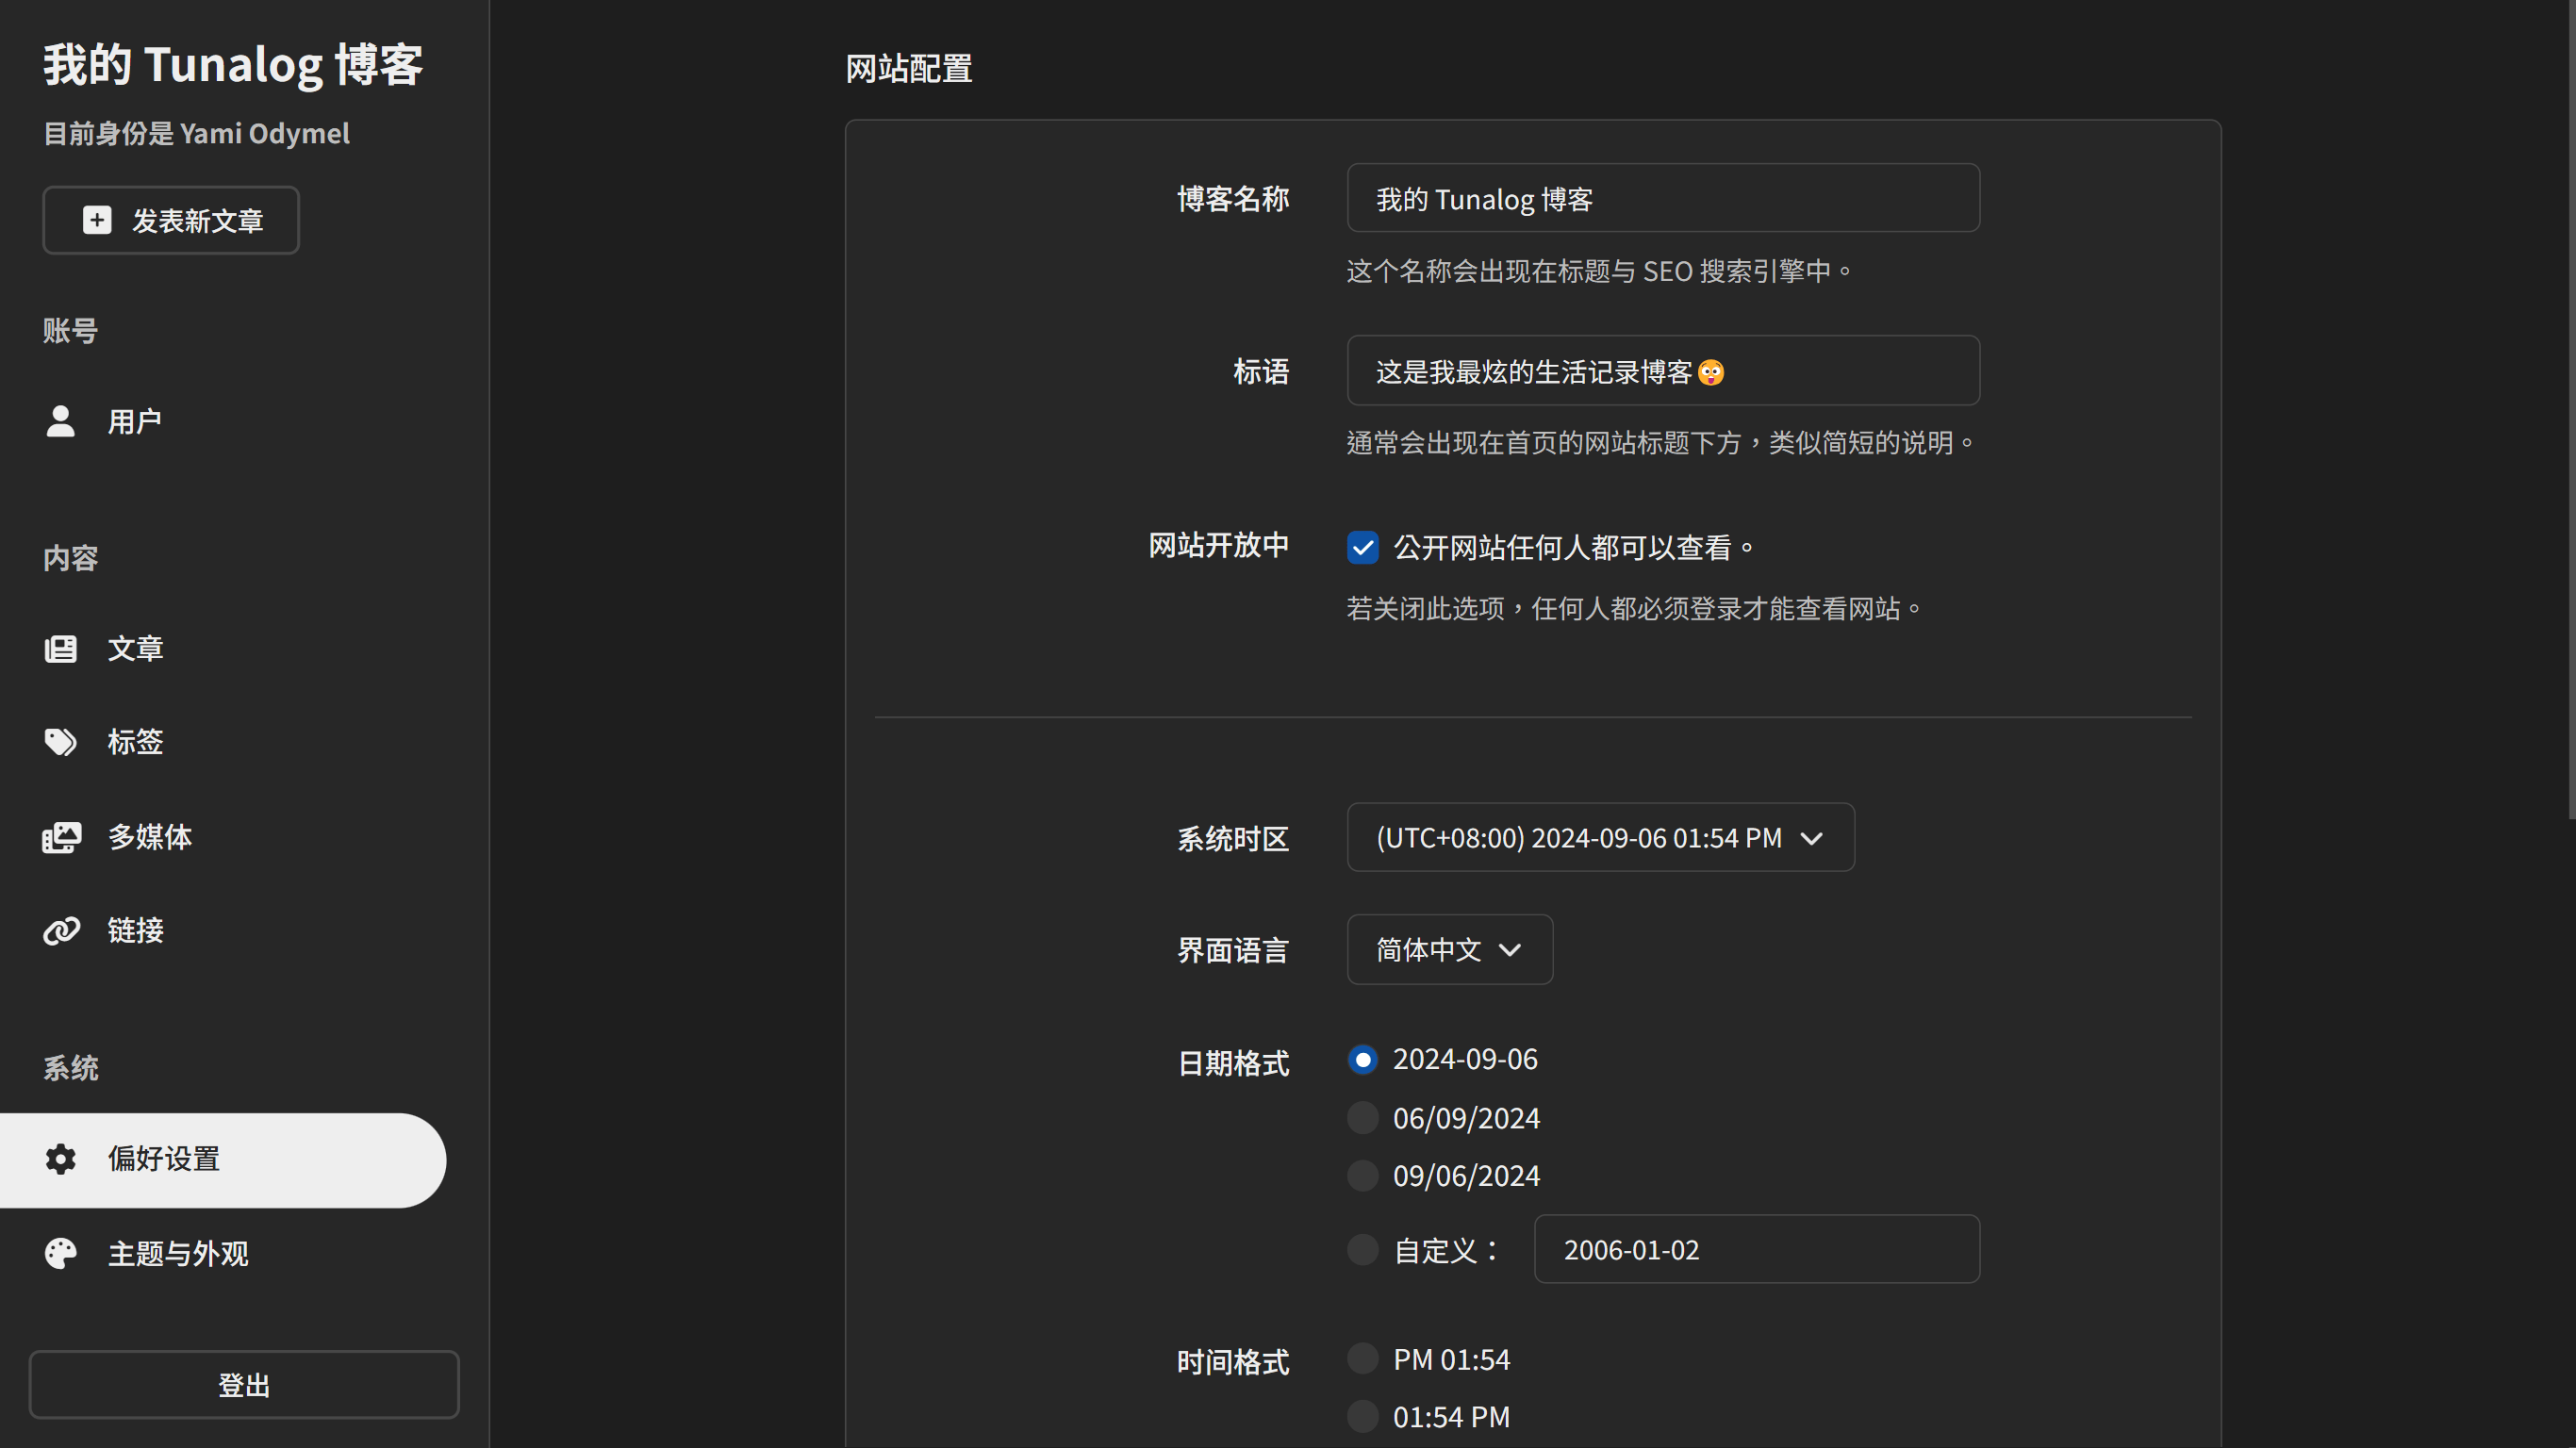 我的 Tunalog 博客
目前身份是 Yami Odymel
发表新文章
账号
用户
内容
文章
标签
多媒体
链接
系统
偏好设置
主题与外观
登出
网站配置
博客名称
我的 Tunalog 博客
这个名称会出现在标题与 SEO 搜索引擎中。
标语
这是我最炫的生活记录博客😳
通常会出现在首页的网站标题下方，类似简短的说明。
网站开放中
公开网站任何人都可以查看。
若关闭此选项，任何人都必须登录才能查看网站。
系统时区
(UTC+08:00) 2024-09-06 01:54 PM
界面语言
简体中文
日期格式
2024-09-06
06/09/2024
09/06/2024
自定义：
2006-01-02
时间格式
PM 01:54
01:54 PM